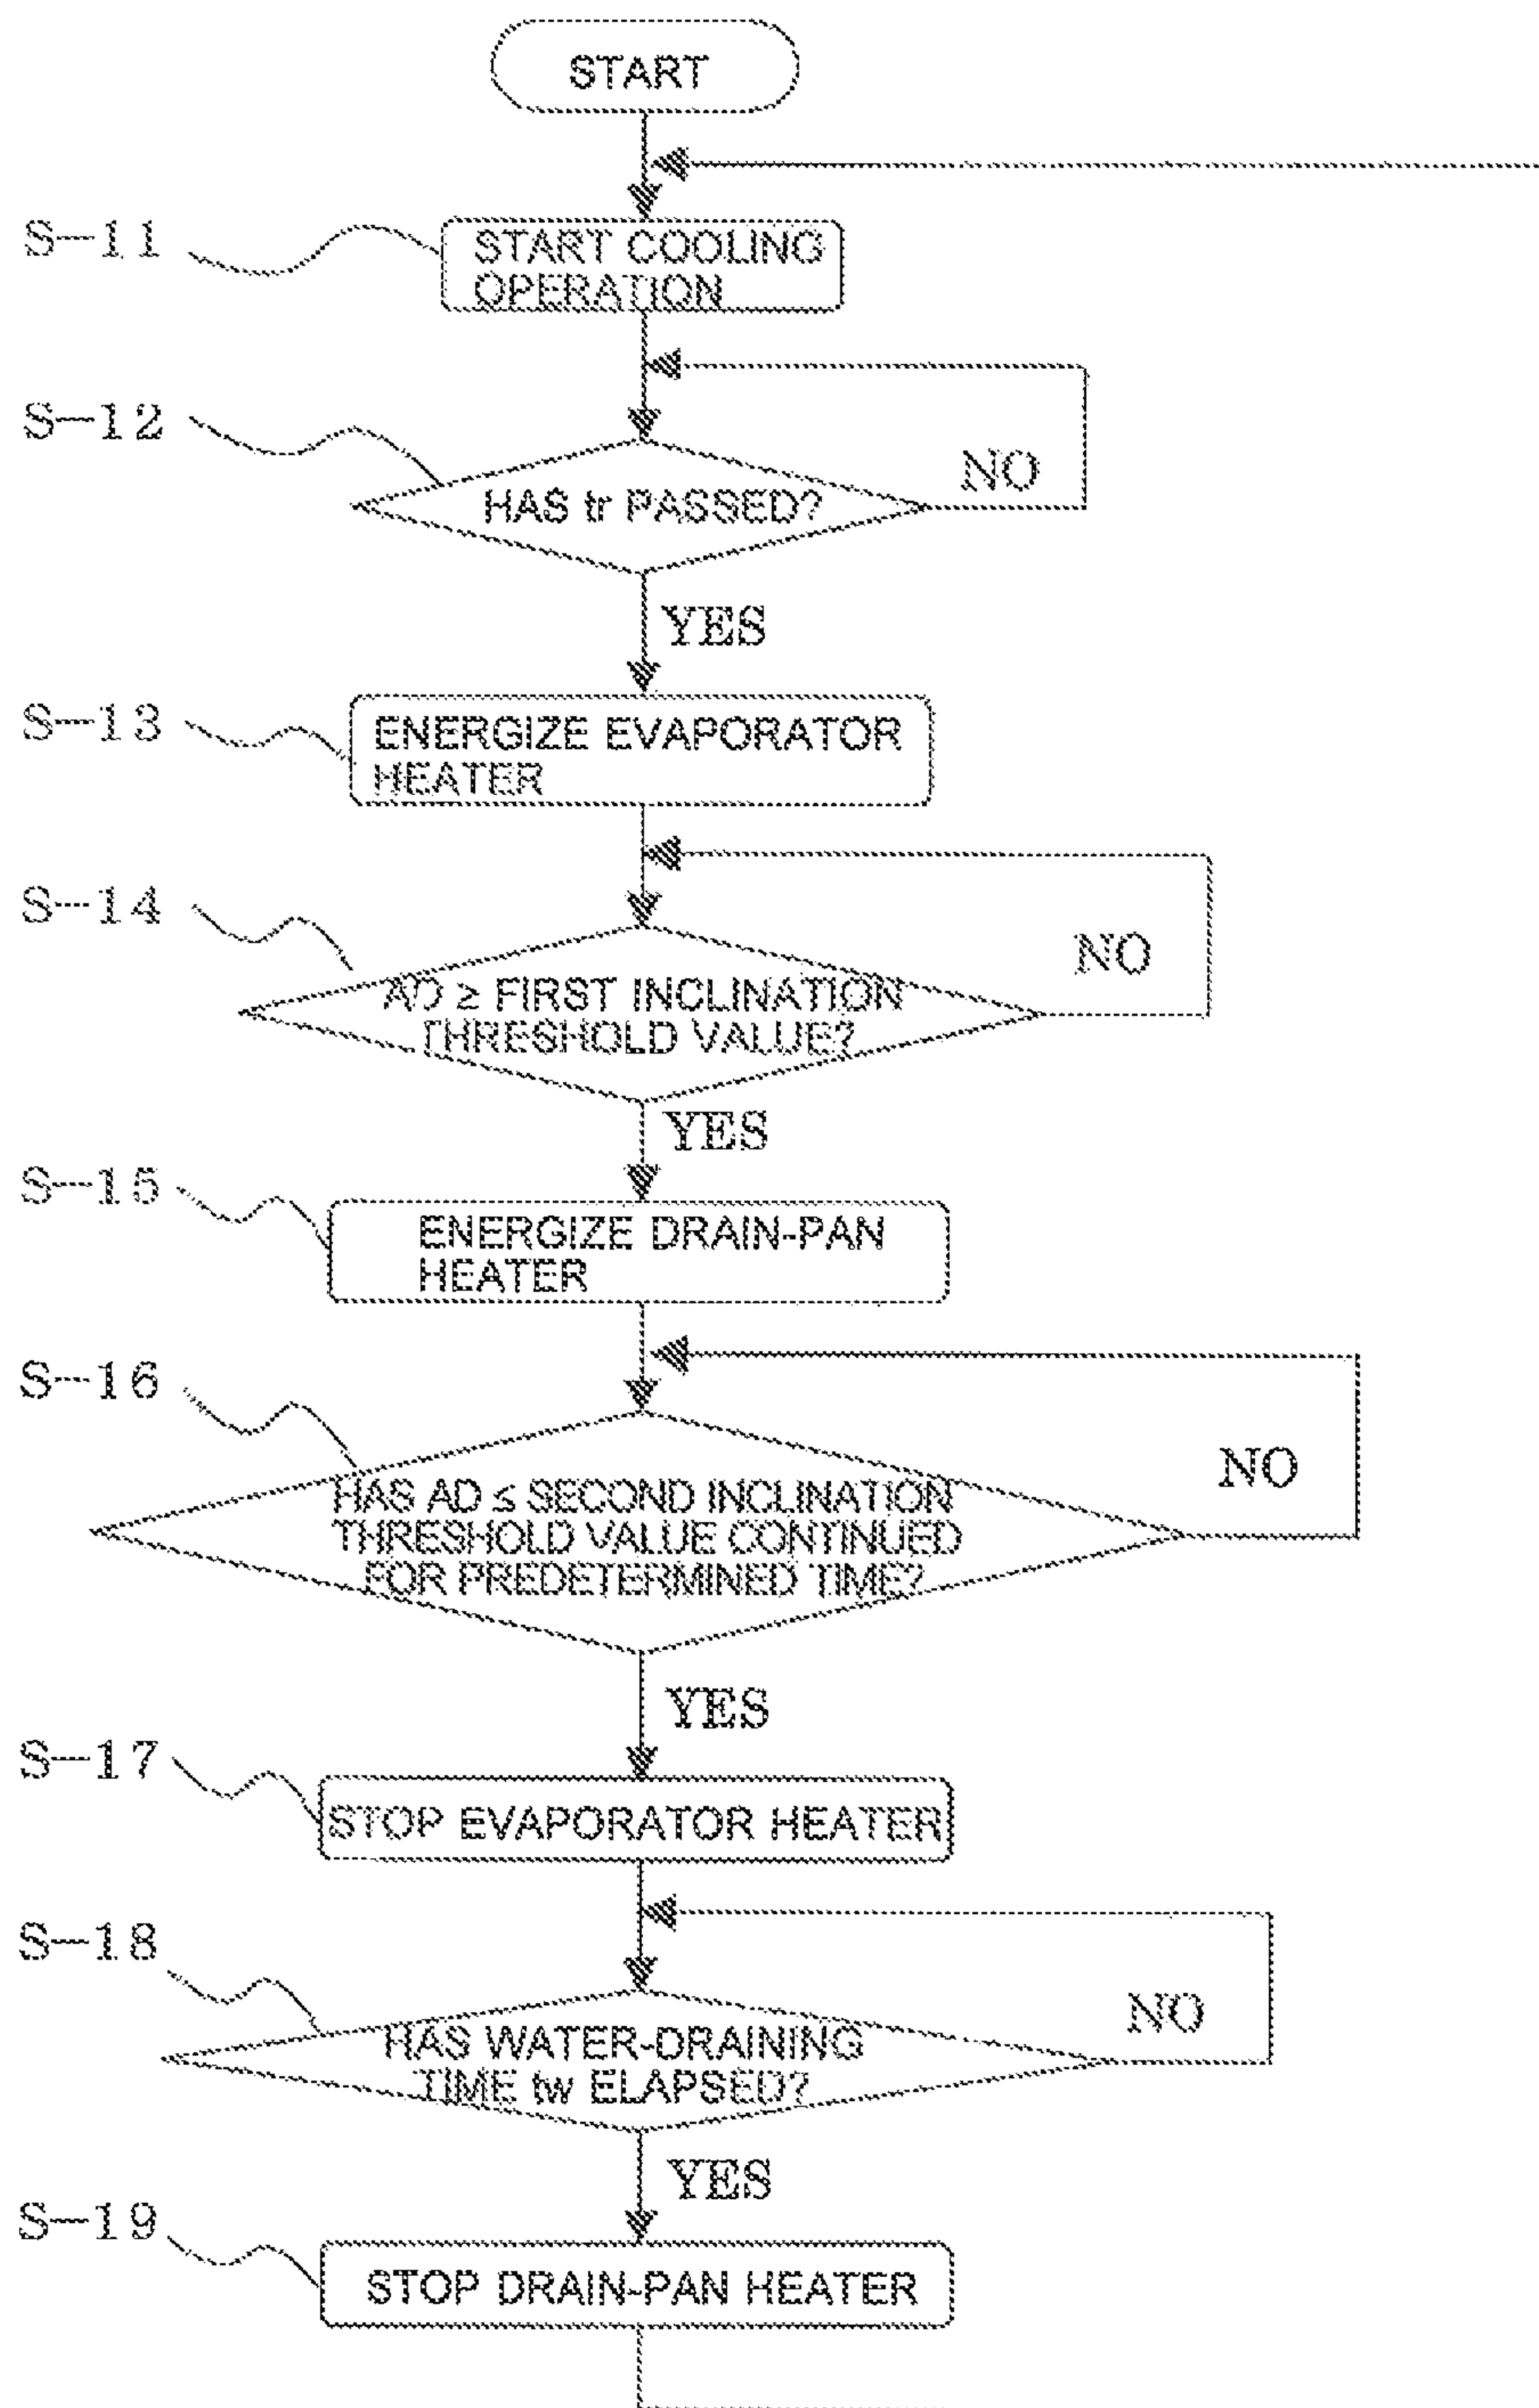 START
S-11
START COOLING
OPERATION
S-12
HAS tr PASSED?
NO
YES
S-13
ENERGIZE EVAPORATOR
HEATER
S-14
AD ≥ FIRST INCLINATION
THRESHOLD VALUE?
NO
YES
S-15
ENERGIZE DRAIN-PAN
HEATER
S-16
HAS AD ≤ SECOND INCLINATION
THRESHOLD VALUE CONTINUED
FOR PREDETERMINED TIME?
NO
YES
S-17
STOP EVAPORATOR HEATER
S-18
HAS WATER-DRAINING
TIME tw ELAPSED?
NO
YES
S-19
STOP DRAIN-PAN HEATER